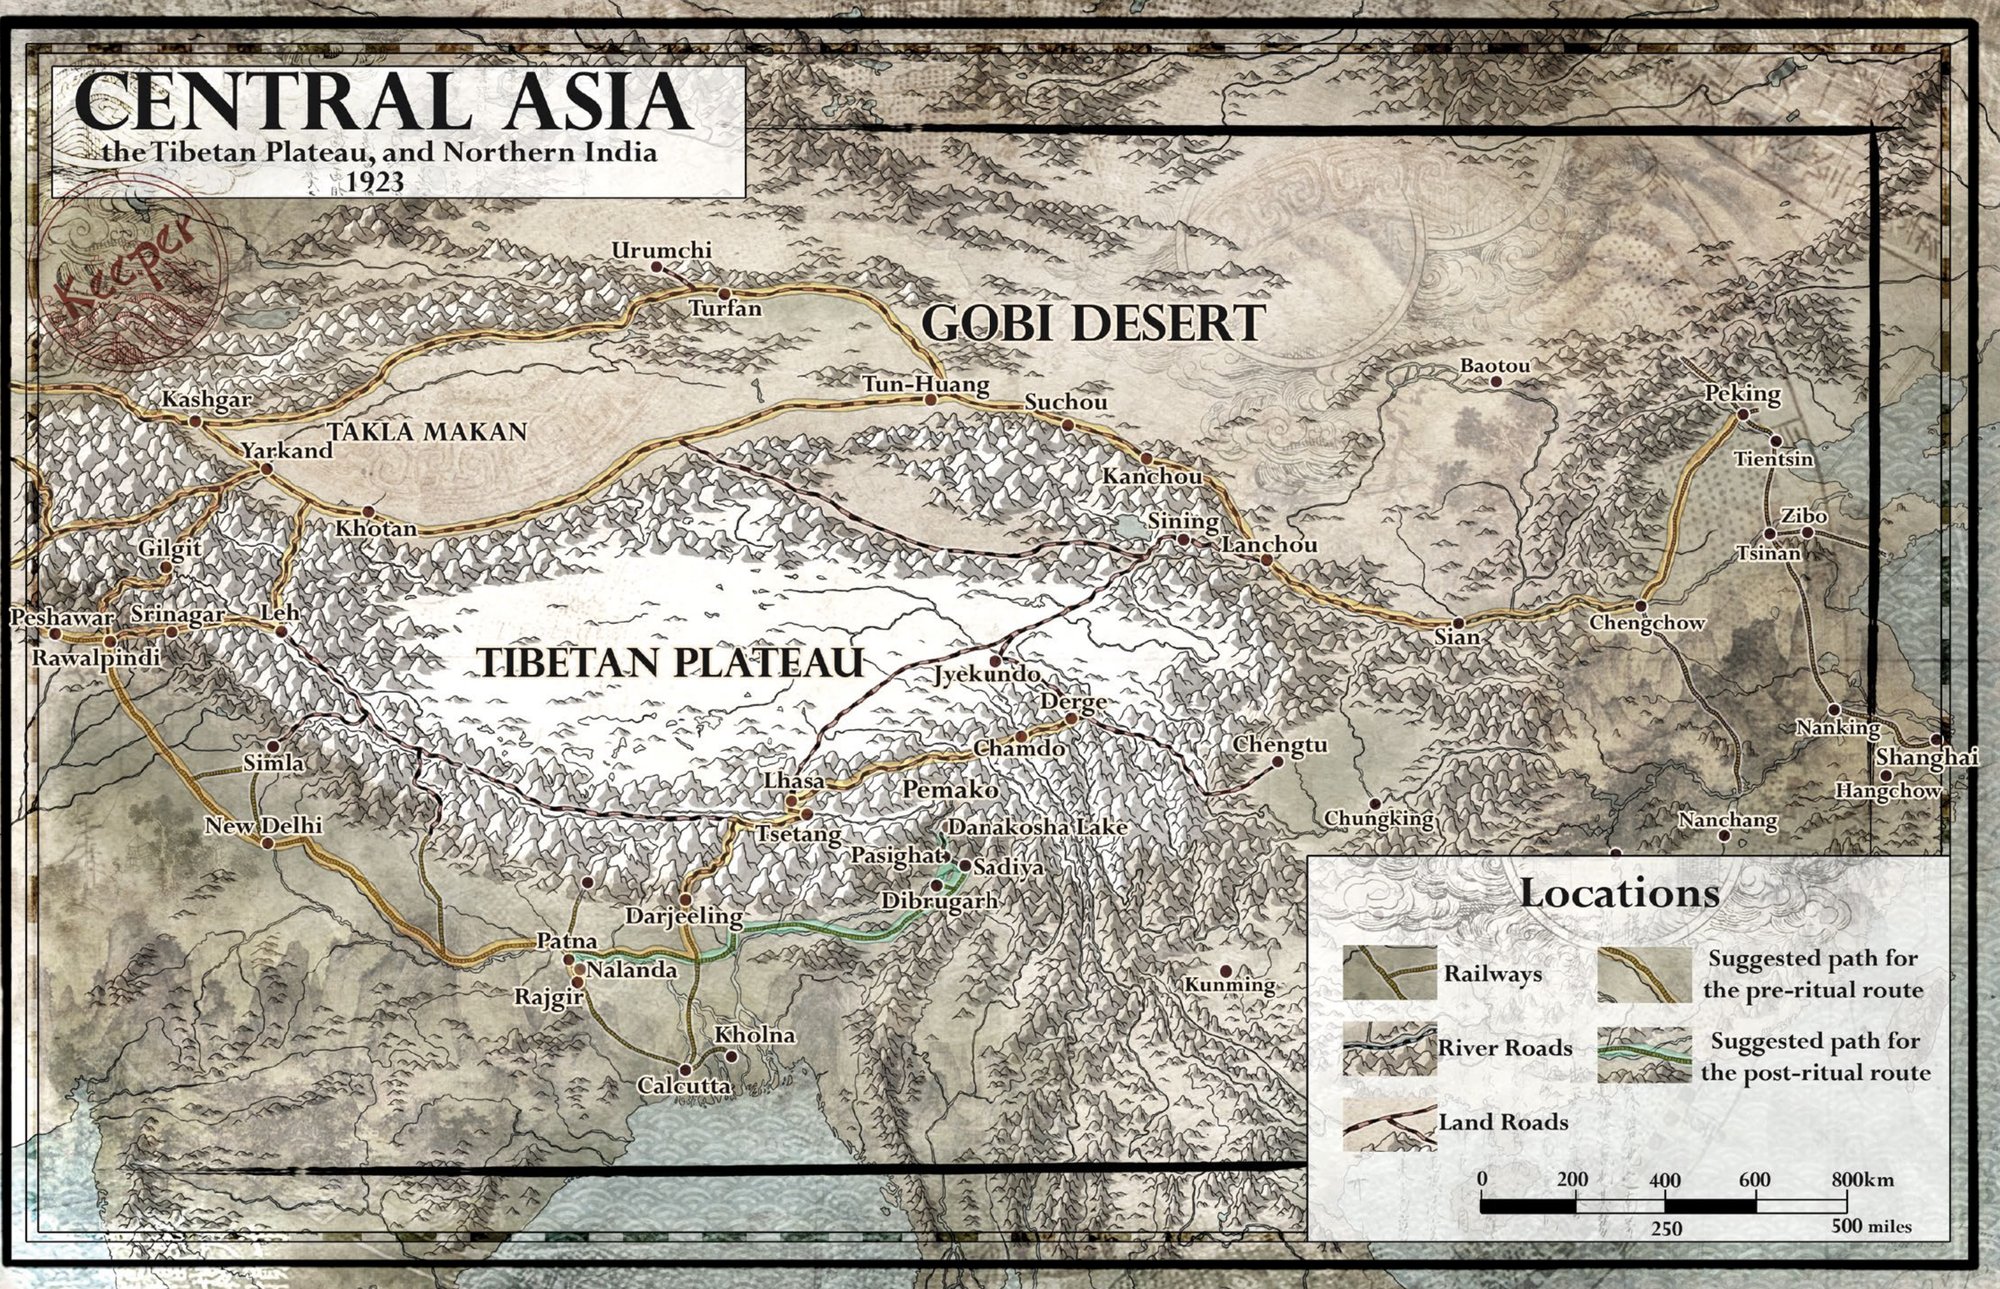 CENTRAL ASIA
the Tibetan Plateau, and Northern India
1923
Keeper
Urumchi
Turfan
GOBI DESERT
Baotou
Tun-Huang
Suchou
Peking
Kashgar
TAKLA MAKAN
Yarkand
Tientsin
Kanchou
Khotan
Sining
Zibo
Lanchou
Tsinan
Gilgit
Peshawar
Srinagar
Leh
Chengchow
Sian
Rawalpindi
TIBETAN PLATEAU
Jyekundo
Derge
Nanking
Chamdo
Chengtu
Shanghai
Simla
Lhasa
Pemako
Hangchow
New Delhi
Tsetang
Danakosha Lake
Chungking
Nanchang
Pasighat
Sadiya
Dibrugarh
Darjeeling
Patna
Nalanda
Rajgir
Kunming
Kholna
Calcutta
Locations
Railways
Suggested path for
the pre-ritual route
River Roads
Suggested path for
the post-ritual route
Land Roads
0 200 400 600 800km
250 500 miles